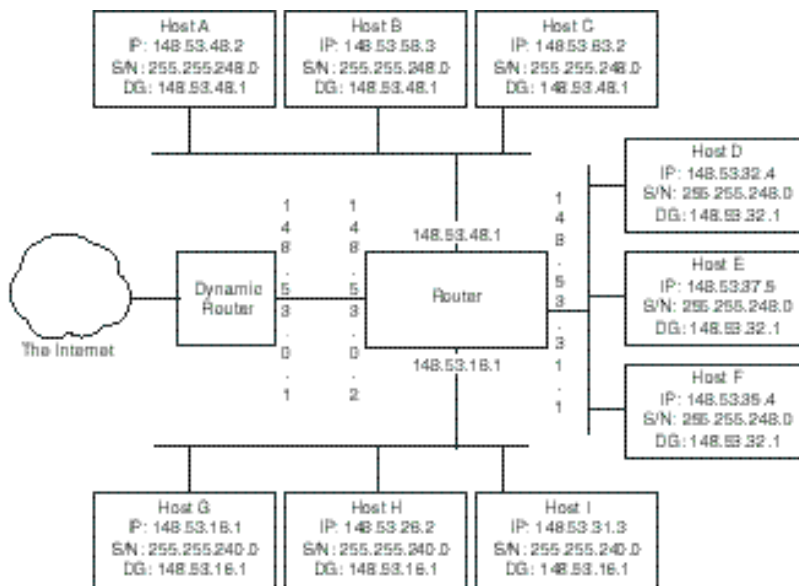 Host A
IP: 148.53.48.2
S/N: 255.255.248.0
DG: 148.53.48.1
Host B
IP: 148.53.58.3
S/N: 255.255.248.0
DG: 148.53.48.1
Host C
IP: 148.53.63.2
S/N: 255.255.248.0
DG: 148.53.48.1
Host D
IP: 148.53.32.4
S/N: 255.255.248.0
DG: 148.53.32.1
148.53.48.1
148.53.0.1
148.53.0.2
148.53.31.1
The Internet
Dynamic
Router
Router
Host E
IP: 148.53.37.5
S/N: 255.255.248.0
DG: 148.53.32.1
148.53.16.1
Host F
IP: 148.53.35.4
S/N: 255.255.248.0
DG: 148.53.32.1
Host G
IP: 148.53.16.1
S/N: 255.255.240.0
DG: 148.53.16.1
Host H
IP: 148.53.26.2
S/N: 255.255.240.0
DG: 148.53.16.1
Host I
IP: 148.53.31.3
S/N: 255.255.240.0
DG: 148.53.16.1